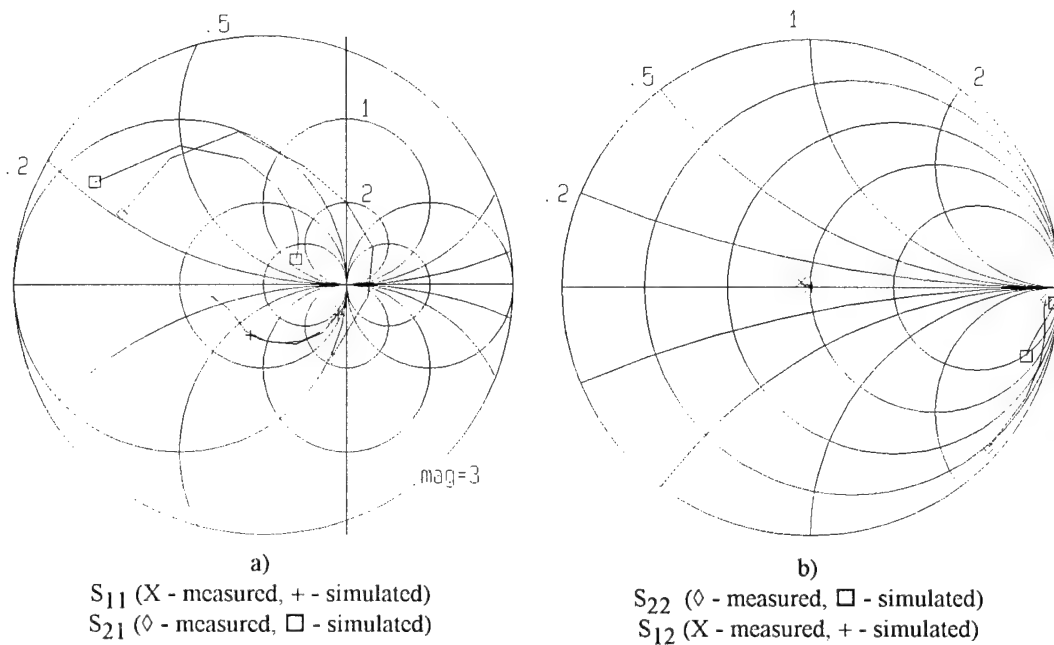 .5
1
.2
2
mag=3
1
.5
2
.2
a)
S11 (X - measured, + - simulated)
S21 (◊ - measured, □ - simulated)
b)
S22 (◊ - measured, □ - simulated)
S12 (X - measured, + - simulated)